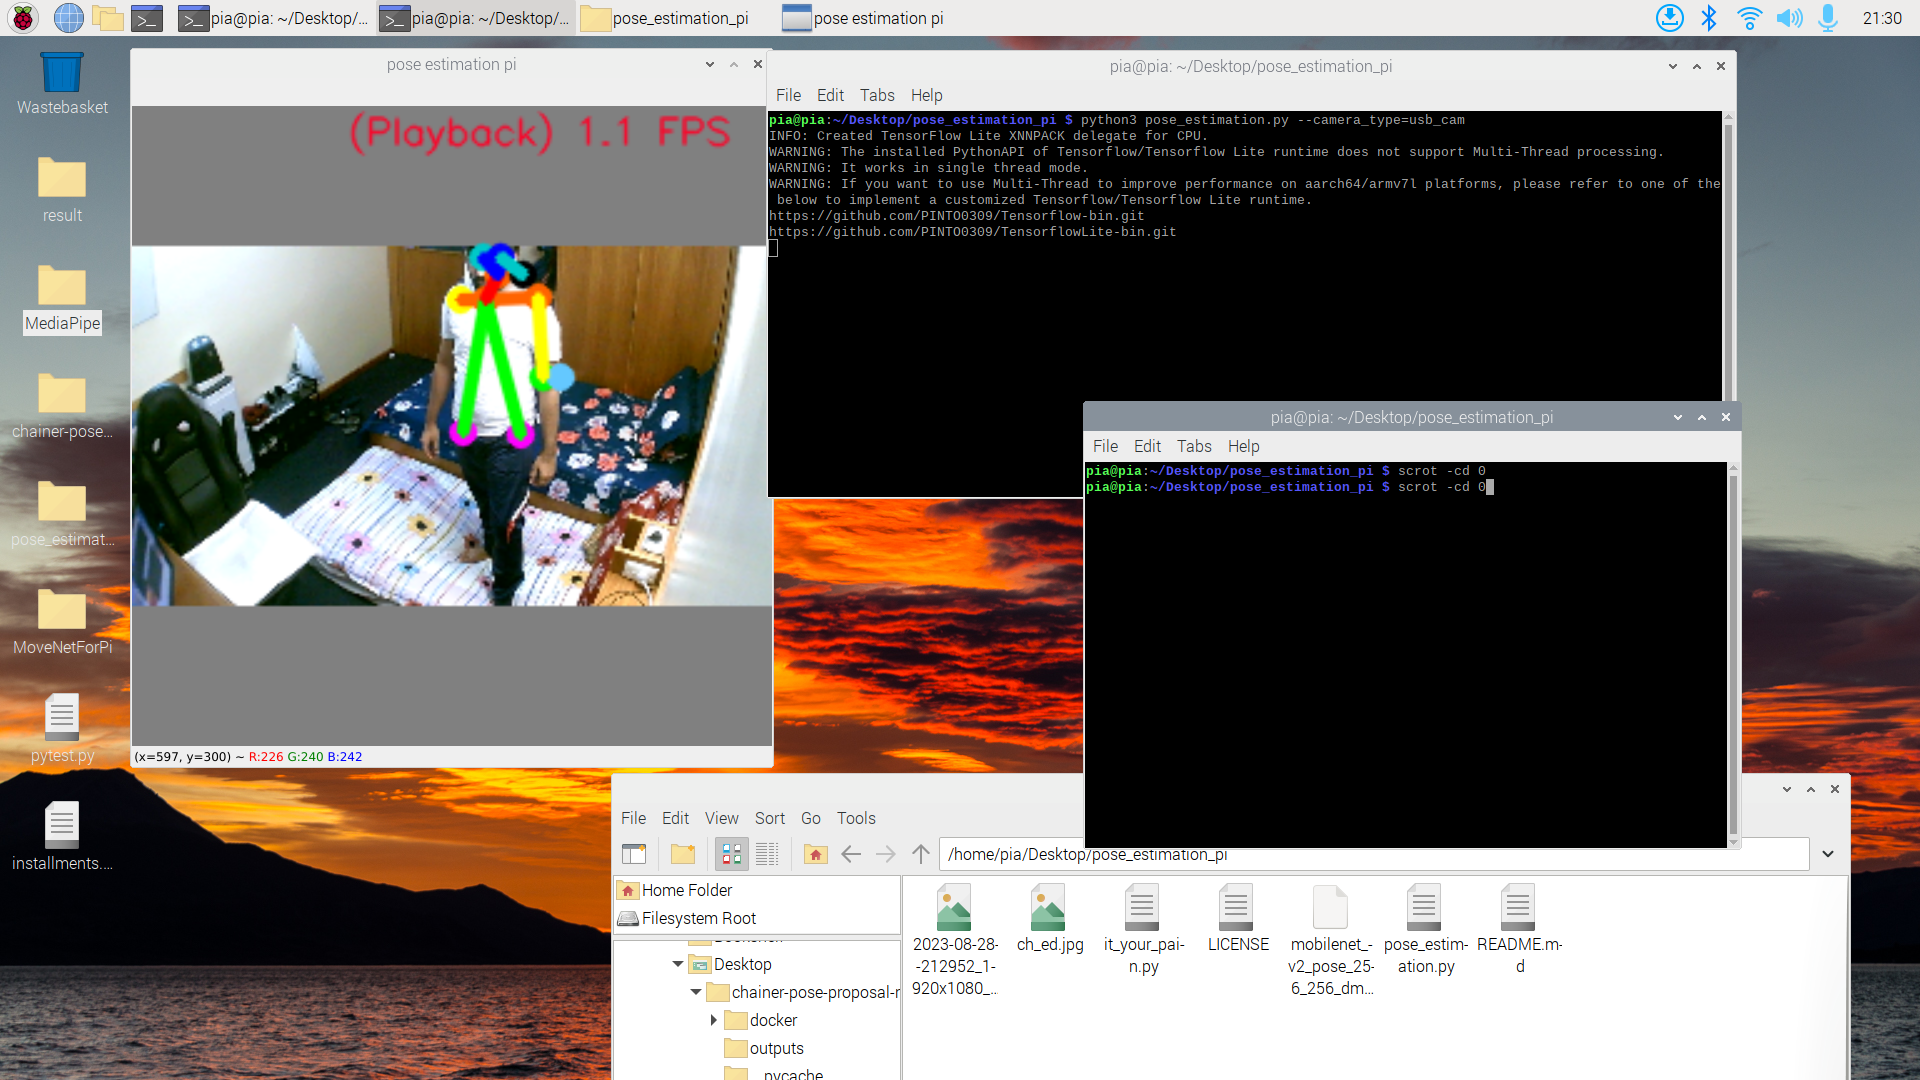 pia@pia: ~/Desktop/...
pia@pia: ~/Desktop/...
pose_estimation_pi
pose estimation pi
21:30
Wastebasket
result
MediaPipe
chainer-pose...
pose_estimat...
MoveNetForPi
pytest.py
installments....
pose estimation pi
(Playback) 1.1 FPS
(x=597, y=300) ~ R:226 G:240 B:242
pia@pia: ~/Desktop/pose_estimation_pi
File Edit Tabs Help
pia@pia:~/Desktop/pose_estimation_pi $ python3 pose_estimation.py --camera_type=usb_cam
INFO: Created TensorFlow Lite XNNPACK delegate for CPU.
WARNING: The installed PythonAPI of Tensorflow/Tensorflow Lite runtime does not support Multi-Thread processing.
WARNING: It works in single thread mode.
WARNING: If you want to use Multi-Thread to improve performance on aarch64/armv7l platforms, please refer to one of the
below to implement a customized Tensorflow/Tensorflow Lite runtime.
https://github.com/PINTO0309/Tensorflow-bin.git
https://github.com/PINTO0309/TensorflowLite-bin.git
pia@pia: ~/Desktop/pose_estimation_pi
File Edit Tabs Help
pia@pia:~/Desktop/pose_estimation_pi $ scrot -cd 0
pia@pia:~/Desktop/pose_estimation_pi $ scrot -cd 0
File Edit View Sort Go Tools
/home/pia/Desktop/pose_estimation_pi
Home Folder
Filesystem Root
Desktop
chainer-pose-proposal-r
docker
outputs
pycache
2023-08-28-
-212952_1-
920x1080_...
ch_ed.jpg
it_your_pai-
n.py
LICENSE
mobilenet_-
v2_pose_25-
6_256_dm...
pose_estim-
ation.py
README.m-
d